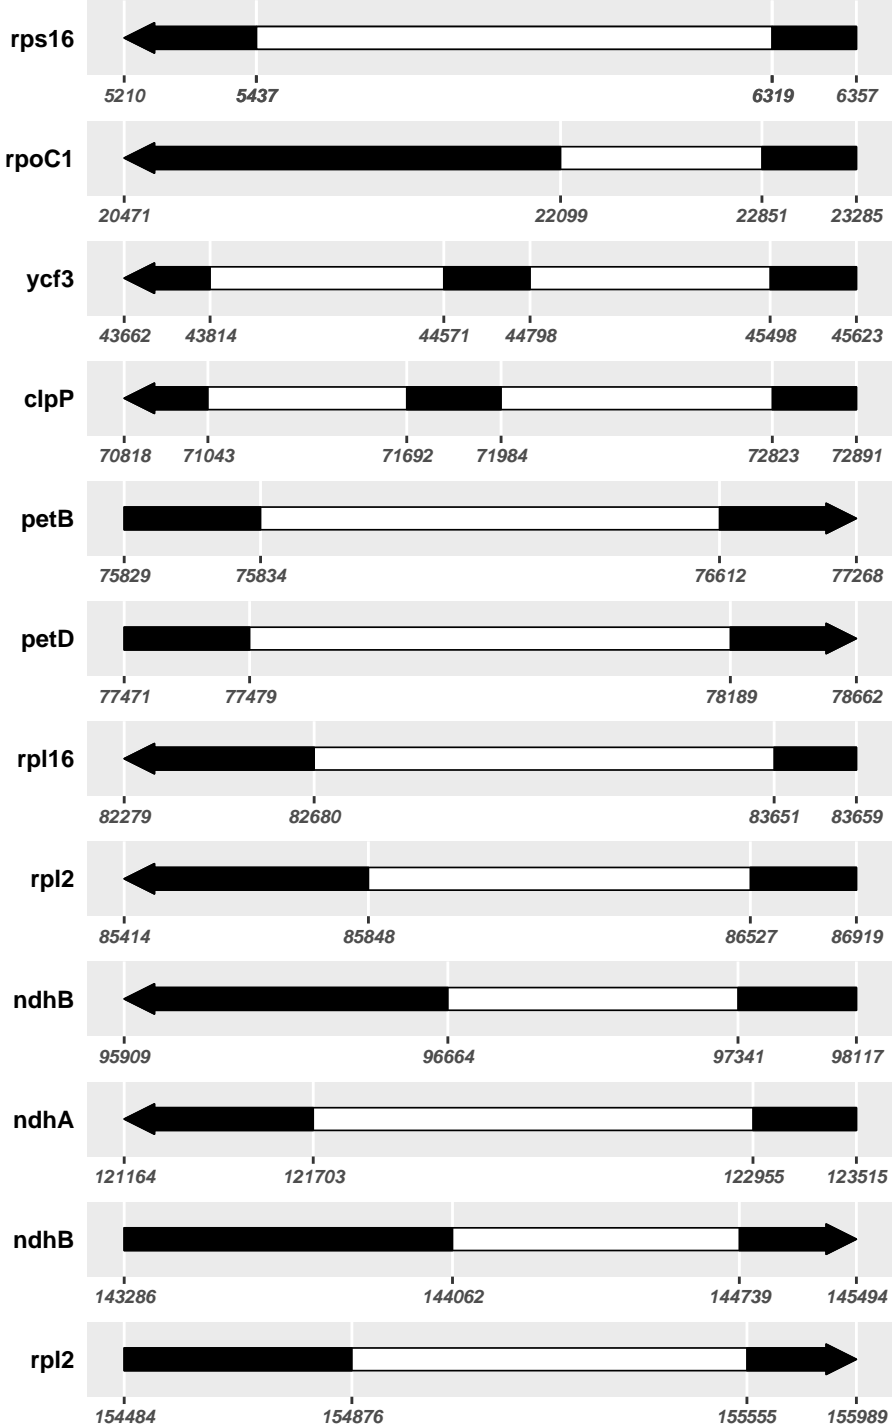 rps16
5210 5437 6319 6357
rpoC1
20471 22099 22851 23285
ycf3
43662 43814 44571 44798 45498 45623
clpP
70818 71043 71692 71984 72823 72891
petB
75829 75834 76612 77268
petD
77471 77479 78189 78662
rpl16
82279 82680 83651 83659
rpl2
85414 85848 86527 86919
ndhB
95909 96664 97341 98117
ndhA
121164 121703 122955 123515
ndhB
143286 144062 144739 145494
rpl2
154484 154876 155555 155989